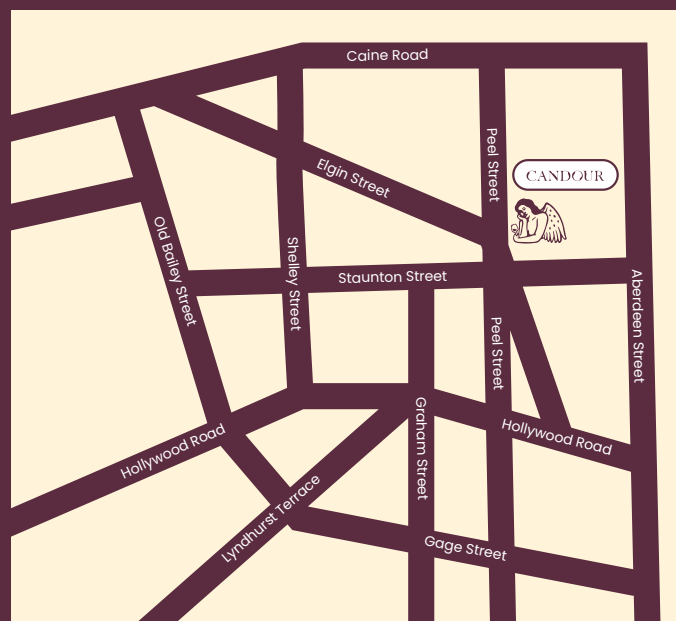 Caine Road
Peel Street
Elgin Street
CANDOUR
Old Bailey Street
Shelley Street
Staunton Street
Aberdeen Street
Peel Street
Hollywood Road
Graham Street
Hollywood Road
Lyndhurst Terrace
Gage Street